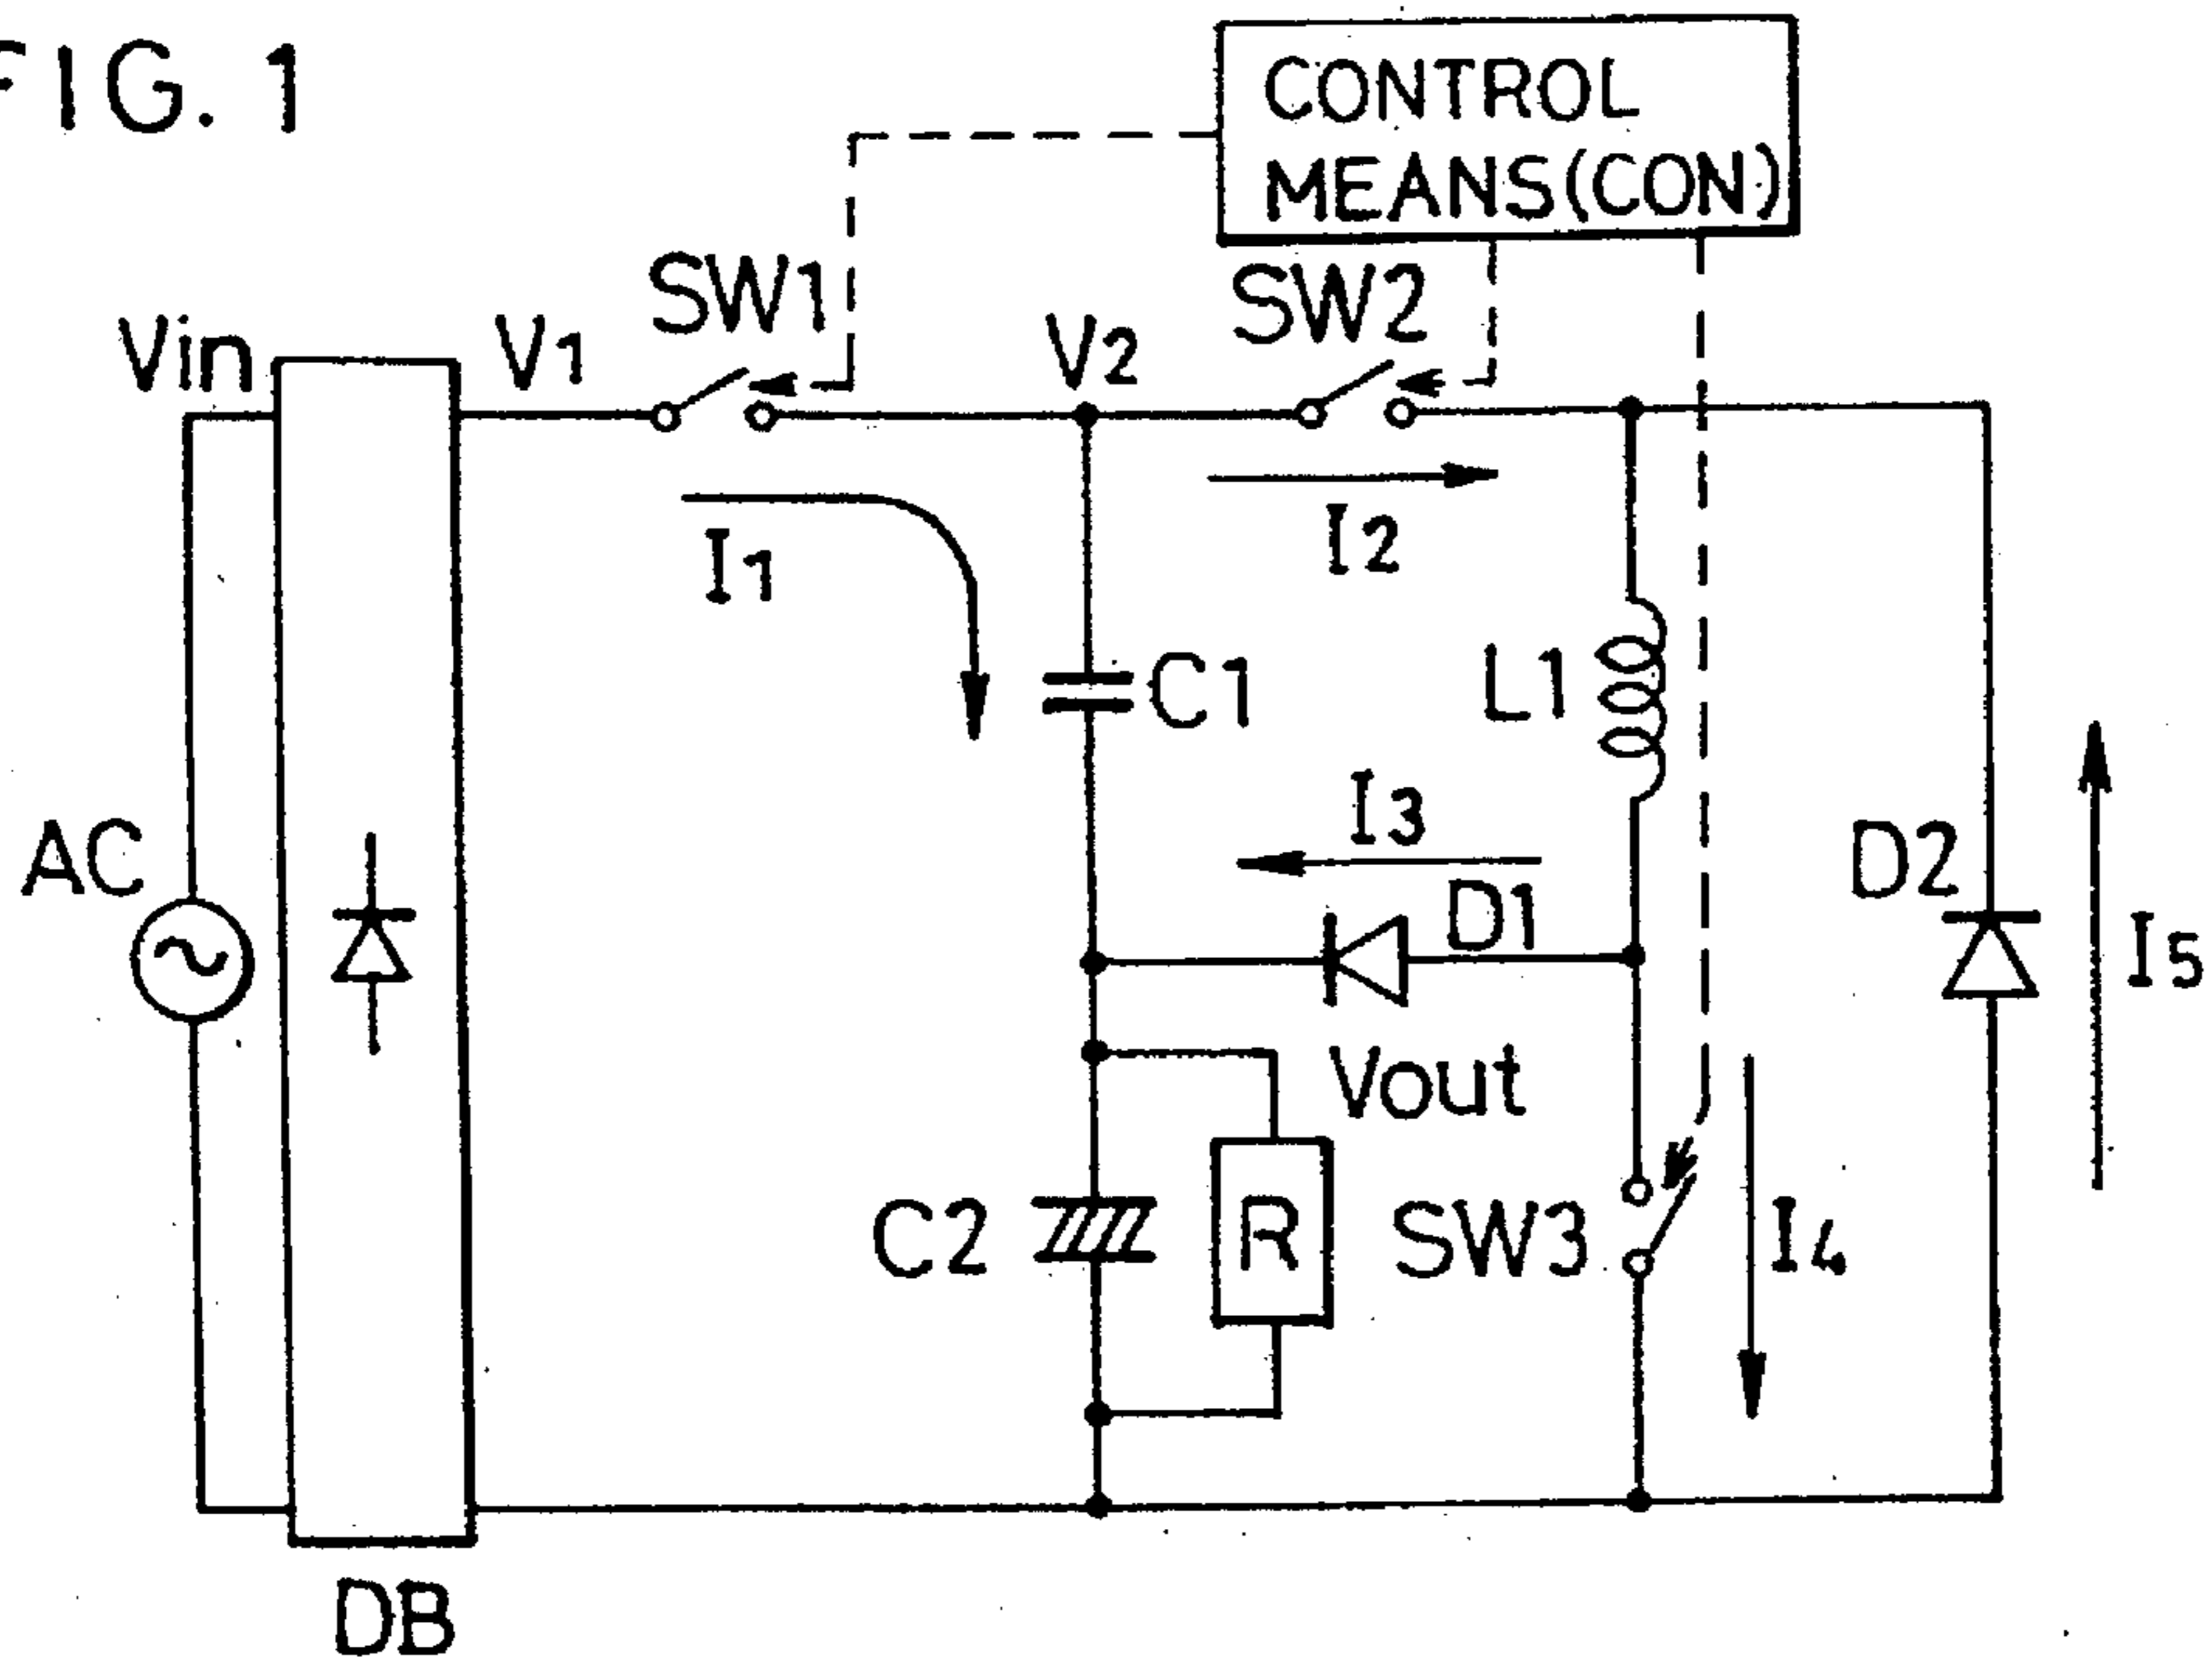 FIG. 1
CONTROL
MEANS(CON)
SW1
SW2
Vin
V1
V2
I1
I2
C1
L1
I3
AC
D1
D2
I5
Vout
C2
R
SW3
I4
DB